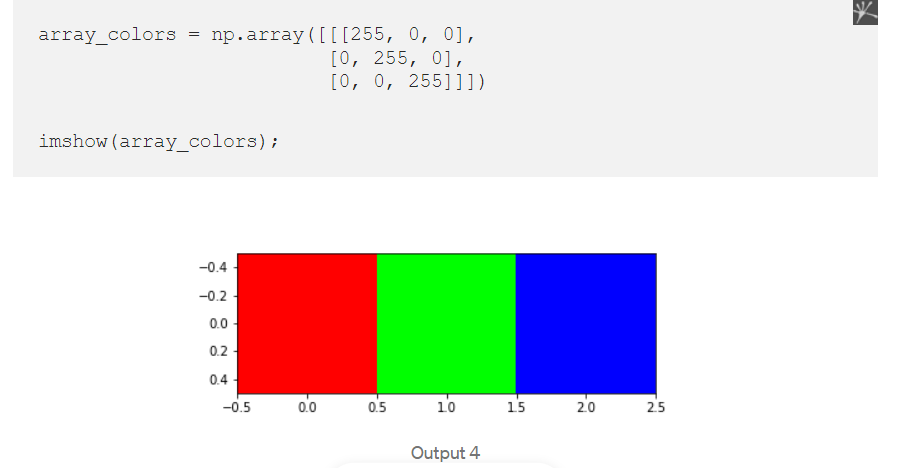 array_colors = np.array([[[255, 0, 0],
[0, 255, 0],
[0, 0, 255]]])
imshow(array_colors);
−0.4
−0.2
0.0
0.2
0.4
−0.5 0.0 0.5 1.0 1.5 2.0 2.5
Output 4